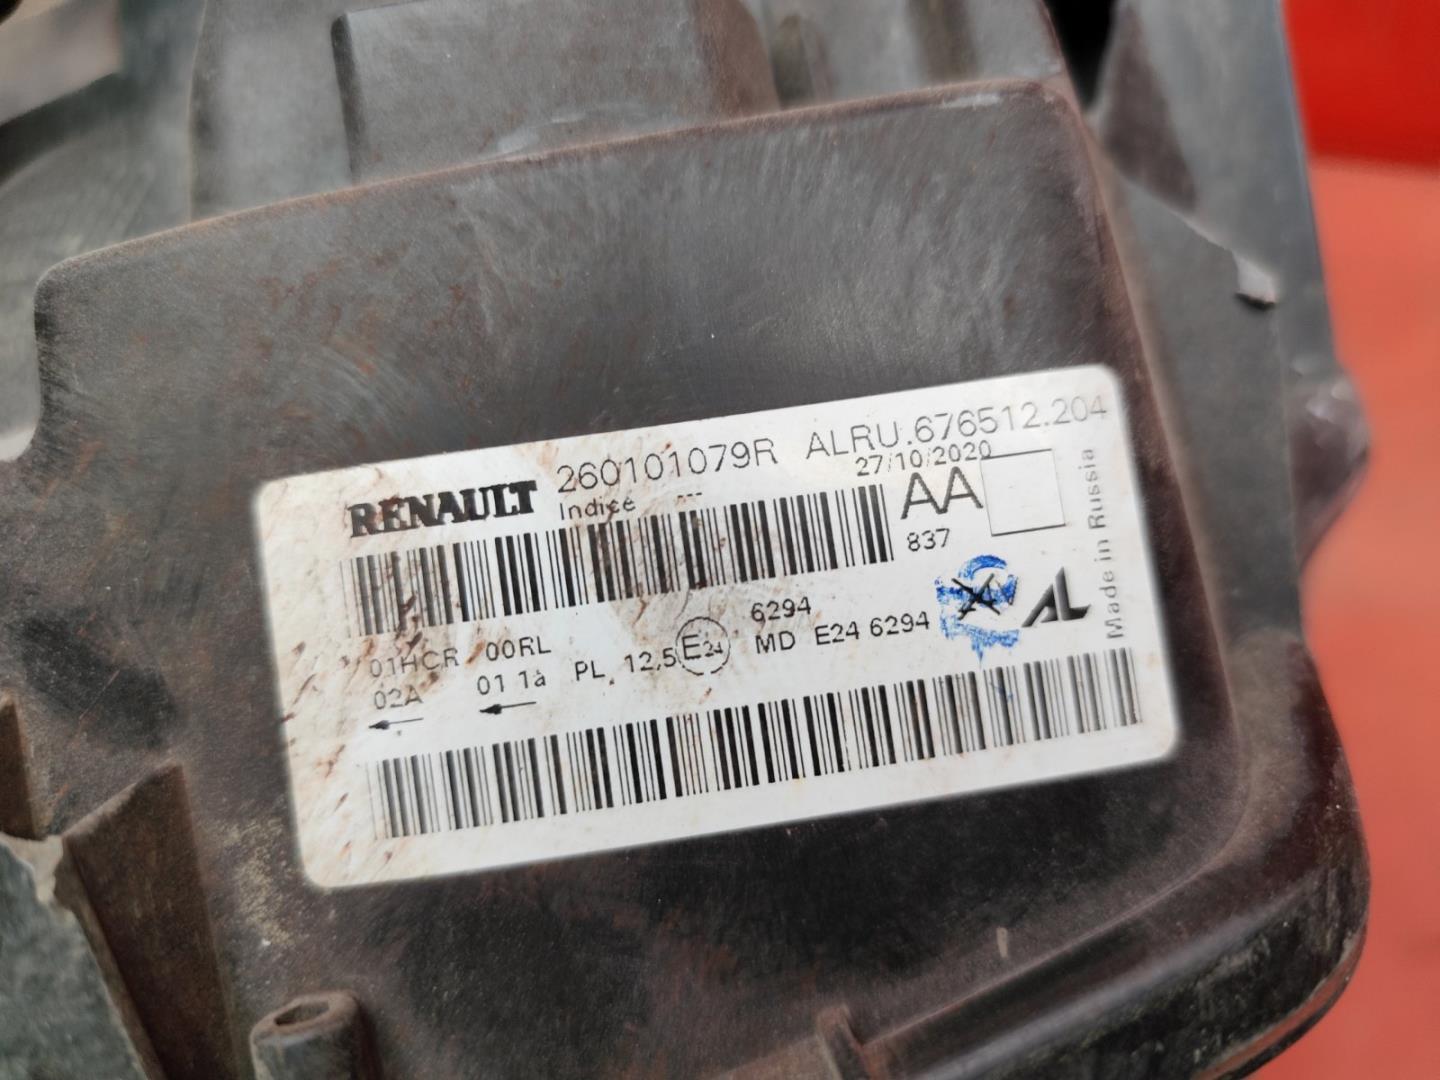 RENAULT 260101079R ALRU.676512.204
Indice --- 27/10/2020
AA
837
Made in Russia
01HCR 00RL
02A 01 1à PL 12,5 E24 6294
MD E24 6294 AL